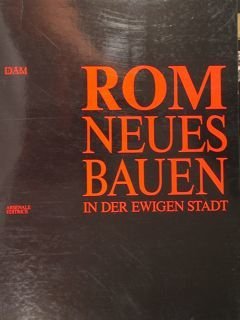 DAM
ROM
NEUES
BAUEN
IN DER EWIGEN STADT
ARSENALE
EDITRICE